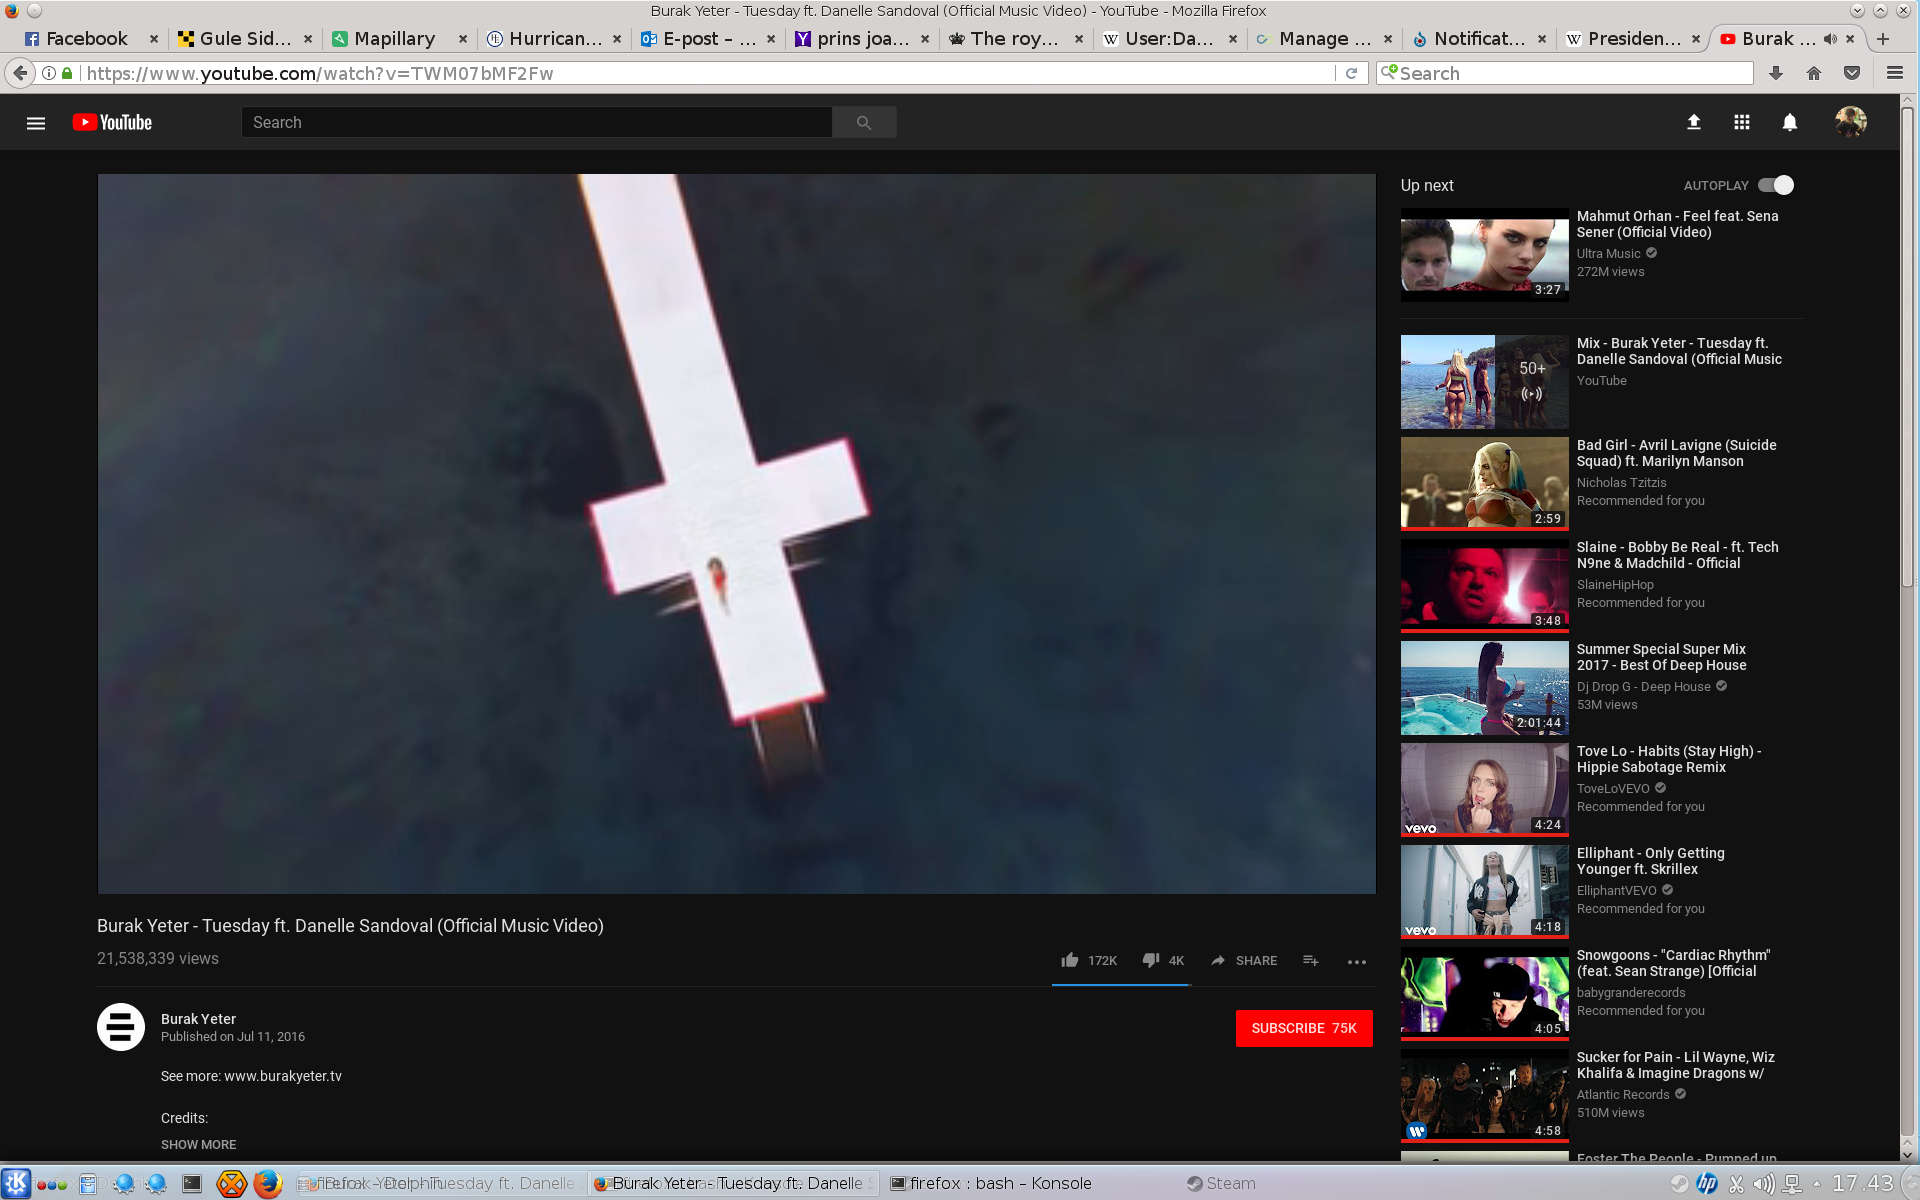 Burak Yeter - Tuesday ft. Danelle Sandoval (Official Music Video) - YouTube - Mozilla Firefox
Facebook
Gule Sid...
Mapillary
Hurrican...
E-post – ...
prins joa...
The roy...
User:Da...
Manage ...
Notificat...
Presiden...
Burak ...
https://www.youtube.com/watch?v=TWM07bMF2Fw
Search
YouTube
Search
Up next
AUTOPLAY
Mahmut Orhan - Feel feat. Sena
Sener (Official Video)
Ultra Music
272M views
3:27
Mix - Burak Yeter - Tuesday ft.
Danelle Sandoval (Official Music
YouTube
50+
Bad Girl - Avril Lavigne (Suicide
Squad) ft. Marilyn Manson
Nicholas Tzitzis
Recommended for you
2:59
Slaine - Bobby Be Real - ft. Tech
N9ne & Madchild - Official
SlaineHipHop
Recommended for you
3:48
Summer Special Super Mix
2017 - Best Of Deep House
Dj Drop G - Deep House
53M views
2:01:44
Tove Lo - Habits (Stay High) -
Hippie Sabotage Remix
ToveLoVEVO
Recommended for you
vevo
4:24
Elliphant - Only Getting
Younger ft. Skrillex
ElliphantVEVO
Recommended for you
vevo
4:18
Snowgoons - "Cardiac Rhythm"
(feat. Sean Strange) [Official
babygranderecords
Recommended for you
4:05
Sucker for Pain - Lil Wayne, Wiz
Khalifa & Imagine Dragons w/
Atlantic Records
510M views
4:58
Foster The People - Pumped up
Burak Yeter - Tuesday ft. Danelle Sandoval (Official Music Video)
21,538,339 views
172K
4K
SHARE
Burak Yeter
Published on Jul 11, 2016
SUBSCRIBE 75K
See more: www.burakyeter.tv
Credits:
SHOW MORE
Burak Yeter - Tuesday ft. Danelle
firefox : bash – Konsole
Steam
17.43